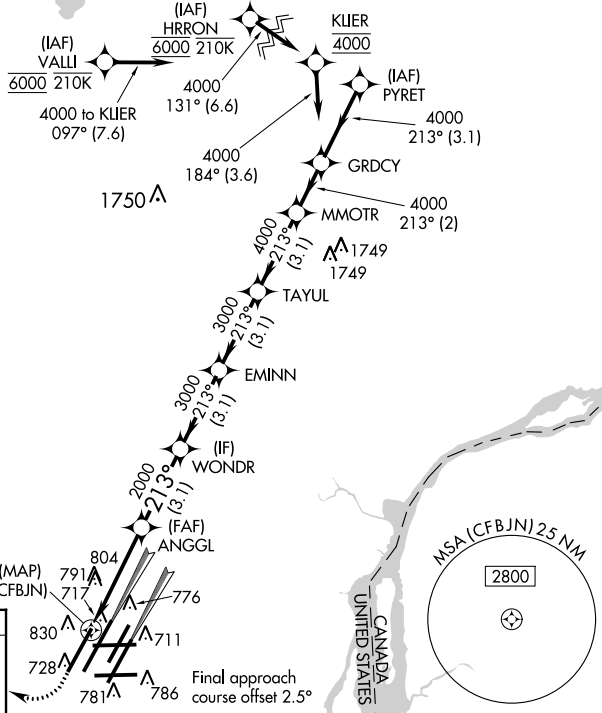 (IAF)
HRRON
6000 210K
KLIER
4000
(IAF)
VALLI
6000 210K
(IAF)
PYRET
4000
131° (6.6)
4000 to KLIER
097° (7.6)
4000
213° (3.1)
4000
184° (3.6)
GRDCY
1750
4000
213° (2)
MMOTR
4000
213°
(3.1)
1749
1749
TAYUL
3000
213°
(3.1)
EMINN
3000
213°
(3.1)
(IF)
WONDR
2000
213°
(3.1)
(FAF)
ANGGL
804
791
717
(MAP)
CFBJN)
776
830
711
728
781
786
Final approach
course offset 2.5°
CANADA
UNITED STATES
MSA (CFBJN) 25 NM
2800